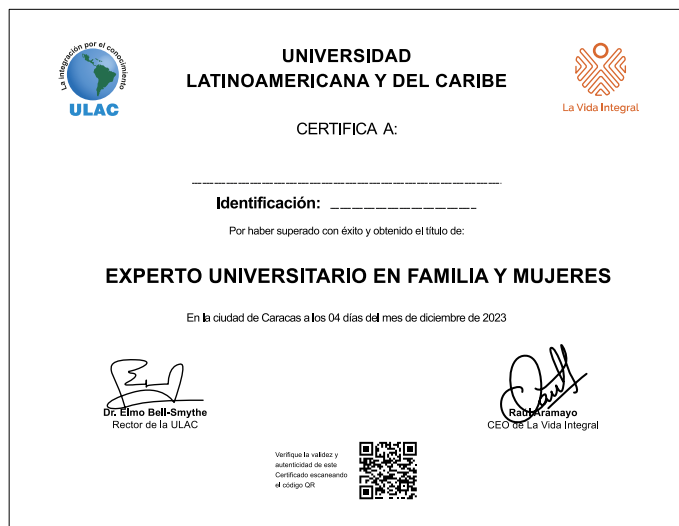 La integración por el conocimiento
ULAC
UNIVERSIDAD
LATINOAMERICANA Y DEL CARIBE
La Vida Integral
CERTIFICA A:
Identificación:
Por haber superado con éxito y obtenido el título de:
EXPERTO UNIVERSITARIO EN FAMILIA Y MUJERES
En la ciudad de Caracas a los 04 días del mes de diciembre de 2023
Dr. Elmo Bell-Smythe
Rector de la ULAC
Raúl Aramayo
CEO de La Vida Integral
Verifique la validez y
autenticidad de este
Certificado escaneando
el código QR